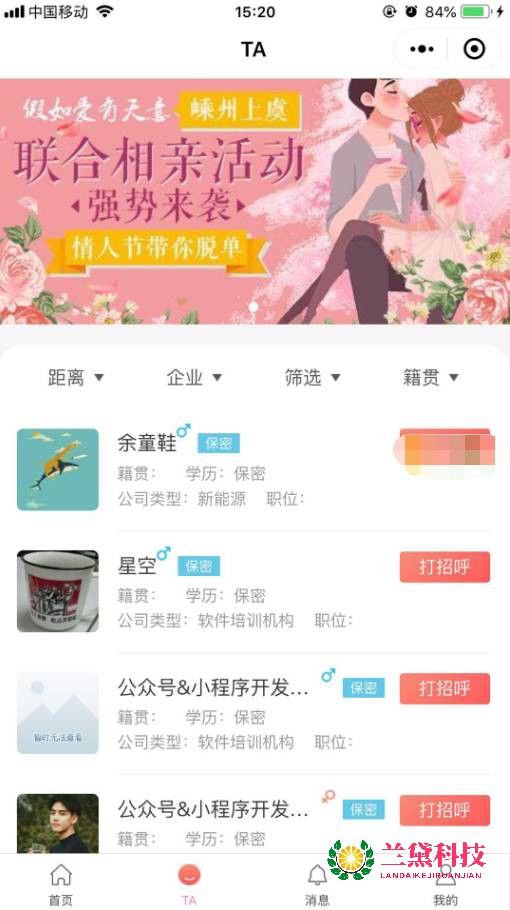 中国移动
15:20
84%
TA
假如爱有天意、
嵊州上虞
联合相亲活动
强势来袭
情人节带你脱单
距离
企业
筛选
籍贯
余童鞋
保密
籍贯： 学历：保密
公司类型：新能源 职位：
星空
保密
打招呼
籍贯： 学历：保密
公司类型：软件培训机构 职位：
公众号&小程序开发...
保密
打招呼
籍贯： 学历：保密
公司类型：软件培训机构 职位：
暂时无法查看
公众号&小程序开发...
保密
打招呼
籍贯： 学历：保密
兰黛科技
LANDAIKEJIRUANJIAN
首页
TA
消息
我的